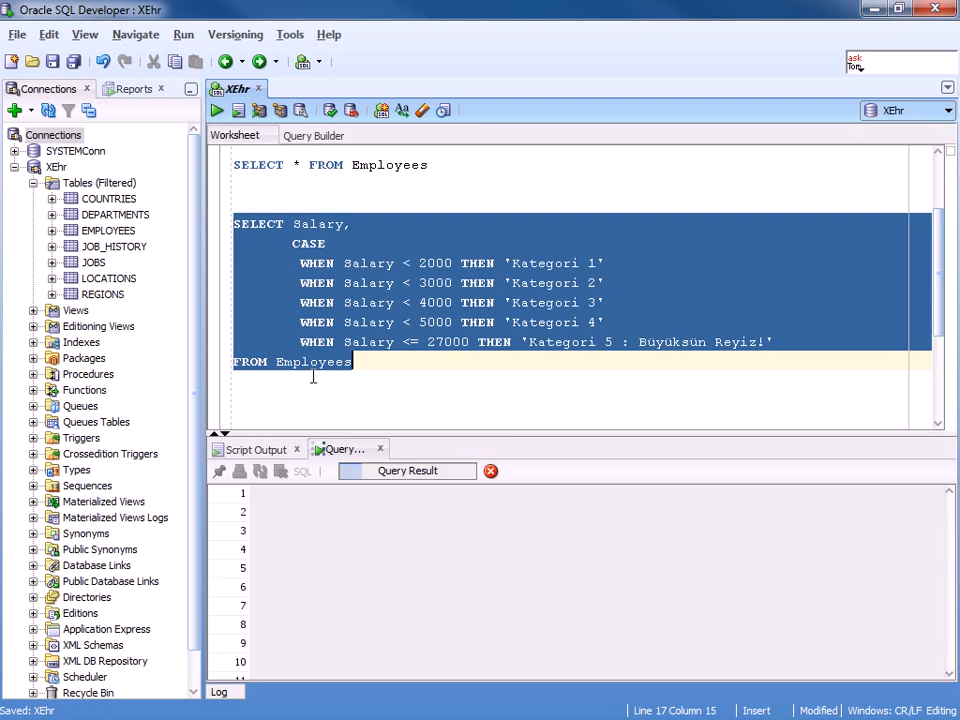 Oracle SQL Developer : XEhr
File Edit View Navigate Run Versioning Tools Help
ask
Tom
Connections Reports XEhr
XEhr
Worksheet Query Builder
Connections
SYSTEMConn
XEhr
Tables (Filtered)
COUNTRIES
DEPARTMENTS
EMPLOYEES
JOB_HISTORY
JOBS
LOCATIONS
REGIONS
Views
Editioning Views
Indexes
Packages
Procedures
Functions
Queues
Queues Tables
Triggers
Crossedition Triggers
Types
Sequences
Materialized Views
Materialized Views Logs
Synonyms
Public Synonyms
Database Links
Public Database Links
Directories
Editions
Application Express
XML Schemas
XML DB Repository
Scheduler
Recycle Bin
SELECT * FROM Employees
SELECT Salary,
CASE
WHEN Salary < 2000 THEN 'Kategori 1'
WHEN Salary < 3000 THEN 'Kategori 2'
WHEN Salary < 4000 THEN 'Kategori 3'
WHEN Salary < 5000 THEN 'Kategori 4'
WHEN Salary <= 27000 THEN 'Kategori 5 : Büyüksün Reyiz!'
FROM Employees
Script Output Query...
SQL Query Result
1
2
3
4
5
6
7
8
9
10
Log
Saved: XEhr Line 17 Column 15 Insert Modified Windows: CR/LF Editing